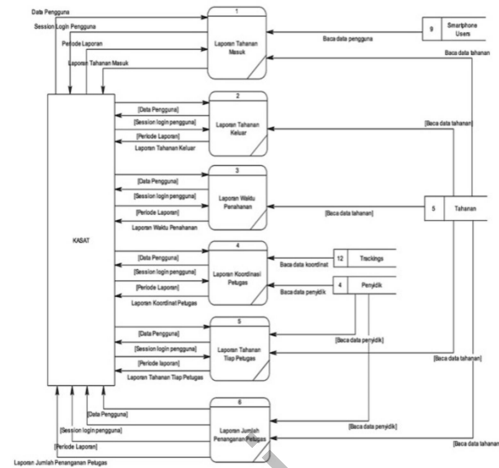 Data Pengguna
Session Login Pengguna
Periode Laporan
Laporan Tahanan Masuk
1
Laporan Tahanan
Masuk
Baca data pengguna
9
Smartphone
Users
Baca data tahanan
KASAT
[Data Pengguna]
[Session login pengguna]
[Periode Laporan]
Laporan Tahanan Keluar
2
Laporan Tahanan
Keluar
[Baca data tahanan]
[Data Pengguna]
[Session login pengguna]
[Periode Laporan]
Laporan Waktu Penahanan
3
Laporan Waktu
Penahanan
[Baca data tahanan]
5
Tahanan
[Data Pengguna]
[Session login pengguna]
[Periode Laporan]
Laporan Koordinat Petugas
4
Laporan Koordinasi
Petugas
Baca data koordinat
12
Trackings
Baca data penyidik
4
Penyidik
[Data Pengguna]
[Session login pengguna]
[Periode laporan]
Laporan Tahanan Tiap Petugas
5
Laporan Tahanan
Tiap Petugas
[Baca data penyidik]
[Baca data tahanan]
[Data Pengguna]
[Session login pengguna]
[Periode Laporan]
Laporan Jumlah Penanganan Petugas
6
Laporan Jumlah
Penanganan Petugas
[Baca data penyidik]
[Baca data tahanan]